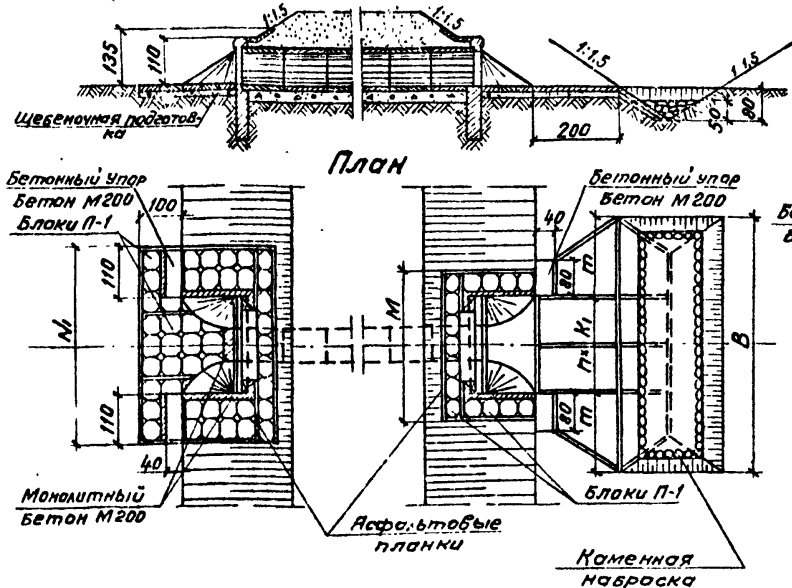 1:1.5
1:1.5
135
110
1:1.5
1:1.5
Щебеночная подготов-
ка
200
50
80
План
Бетонный упор
Бетон М200
Блоки П-1
100
40
Бетонный упор
Бетон М200
110
N₁
110
40
М
80
m
K₁
n×
80
m
В
Монолитный
Бетон М200
Асфальтовые
планки
Блоки П-1
Каменная
наброска